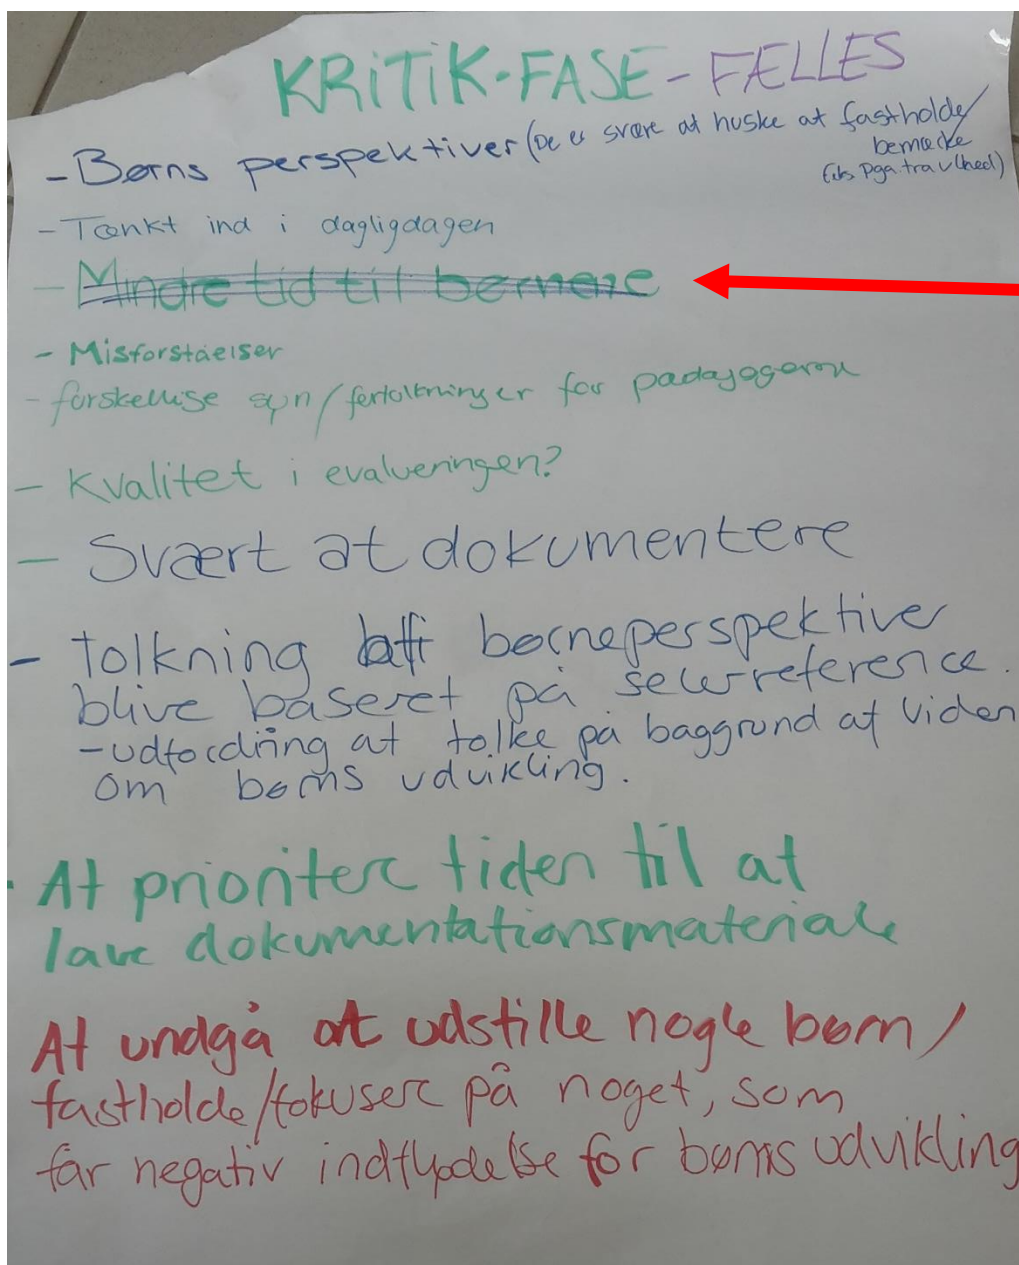 KRiTiK-FASE - FÆLLES
- Børns perspektiver (De er svære at huske at fastholde/
bemærke
f.eks. pga. travlhed)
- Tænkt ind i dagligdagen
- Mindre tid til børnene
- Misforståelser
- forskellige syn/fortolkninger for pædagogerne
- Kvalitet i evalueringen?
- Svært at dokumentere
- tolkning aff børneperspektiver
blive baseret på selvreference.
- udfordring at tolke på baggrund af viden
om børns udvikling.
· At prioritere tiden til at
lave dokumentationsmateriale
At undgå at udstille nogle børn/
fastholde/fokusere på noget, som
får negativ indflydelse for børns udvikling